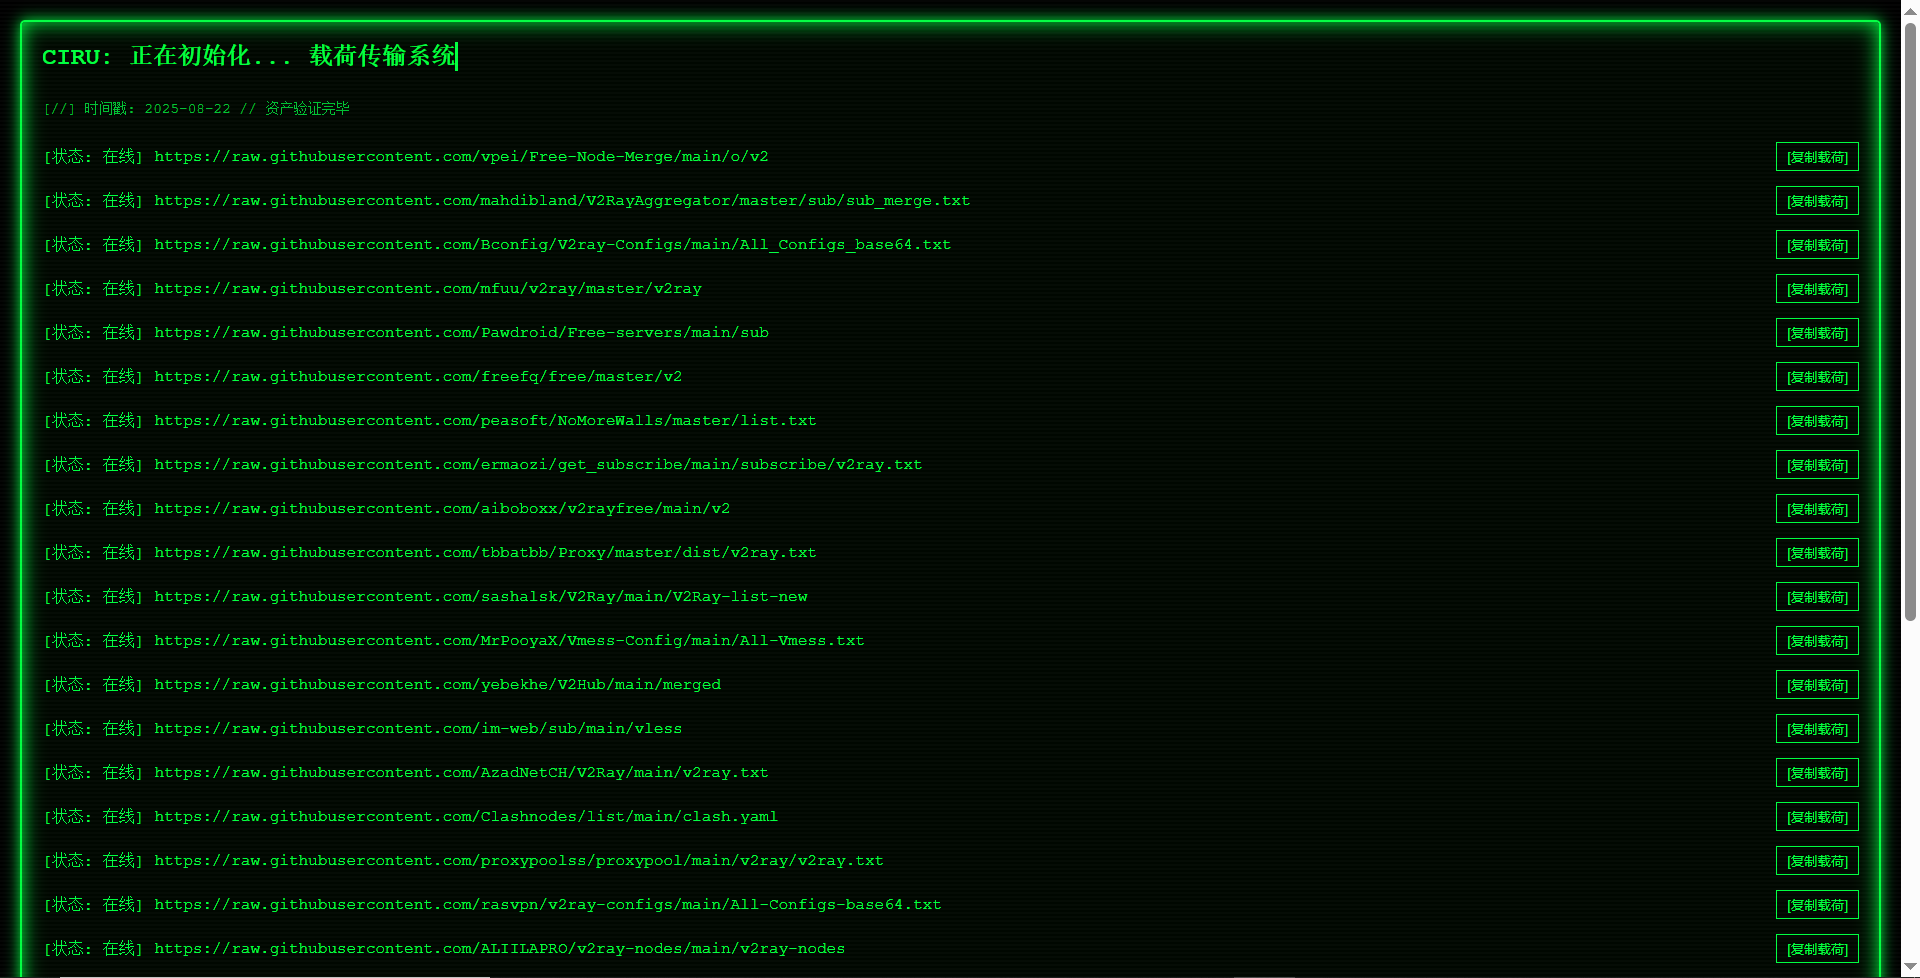 CIRU: 正在初始化... 载荷传输系统
[//] 时间戳: 2025-08-22 // 资产验证完毕
[状态: 在线] https://raw.githubusercontent.com/vpei/Free-Node-Merge/main/o/v2 [复制载荷]
[状态: 在线] https://raw.githubusercontent.com/mahdibland/V2RayAggregator/master/sub/sub_merge.txt [复制载荷]
[状态: 在线] https://raw.githubusercontent.com/Bconfig/V2ray-Configs/main/All_Configs_base64.txt [复制载荷]
[状态: 在线] https://raw.githubusercontent.com/mfuu/v2ray/master/v2ray [复制载荷]
[状态: 在线] https://raw.githubusercontent.com/Pawdroid/Free-servers/main/sub [复制载荷]
[状态: 在线] https://raw.githubusercontent.com/freefq/free/master/v2 [复制载荷]
[状态: 在线] https://raw.githubusercontent.com/peasoft/NoMoreWalls/master/list.txt [复制载荷]
[状态: 在线] https://raw.githubusercontent.com/ermaozi/get_subscribe/main/subscribe/v2ray.txt [复制载荷]
[状态: 在线] https://raw.githubusercontent.com/aiboboxx/v2rayfree/main/v2 [复制载荷]
[状态: 在线] https://raw.githubusercontent.com/tbbatbb/Proxy/master/dist/v2ray.txt [复制载荷]
[状态: 在线] https://raw.githubusercontent.com/sashalsk/V2Ray/main/V2Ray-list-new [复制载荷]
[状态: 在线] https://raw.githubusercontent.com/MrPooyaX/Vmess-Config/main/All-Vmess.txt [复制载荷]
[状态: 在线] https://raw.githubusercontent.com/yebekhe/V2Hub/main/merged [复制载荷]
[状态: 在线] https://raw.githubusercontent.com/im-web/sub/main/vless [复制载荷]
[状态: 在线] https://raw.githubusercontent.com/AzadNetCH/V2Ray/main/v2ray.txt [复制载荷]
[状态: 在线] https://raw.githubusercontent.com/Clashnodes/list/main/clash.yaml [复制载荷]
[状态: 在线] https://raw.githubusercontent.com/proxypoolss/proxypool/main/v2ray/v2ray.txt [复制载荷]
[状态: 在线] https://raw.githubusercontent.com/rasvpn/v2ray-configs/main/All-Configs-base64.txt [复制载荷]
[状态: 在线] https://raw.githubusercontent.com/ALIILAPRO/v2ray-nodes/main/v2ray-nodes [复制载荷]